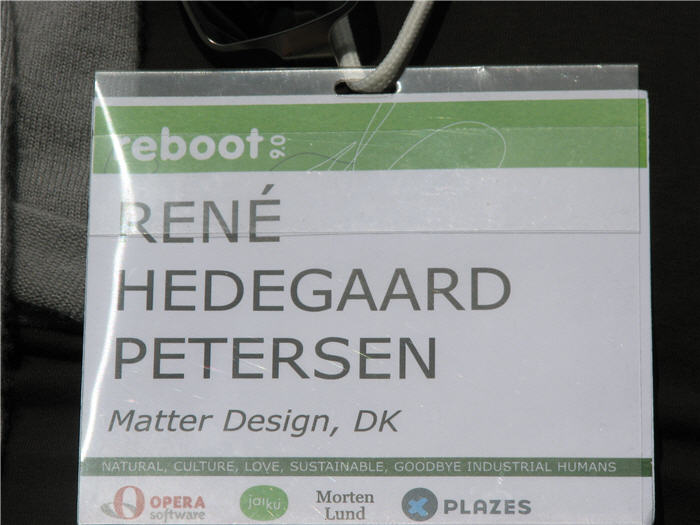 reboot 9.0
RENÉ
HEDEGAARD
PETERSEN
Matter Design, DK
NATURAL, CULTURE, LOVE, SUSTAINABLE, GOODBYE INDUSTRIAL HUMANS
OPERA software
jaiku
Morten Lund
PLAZES